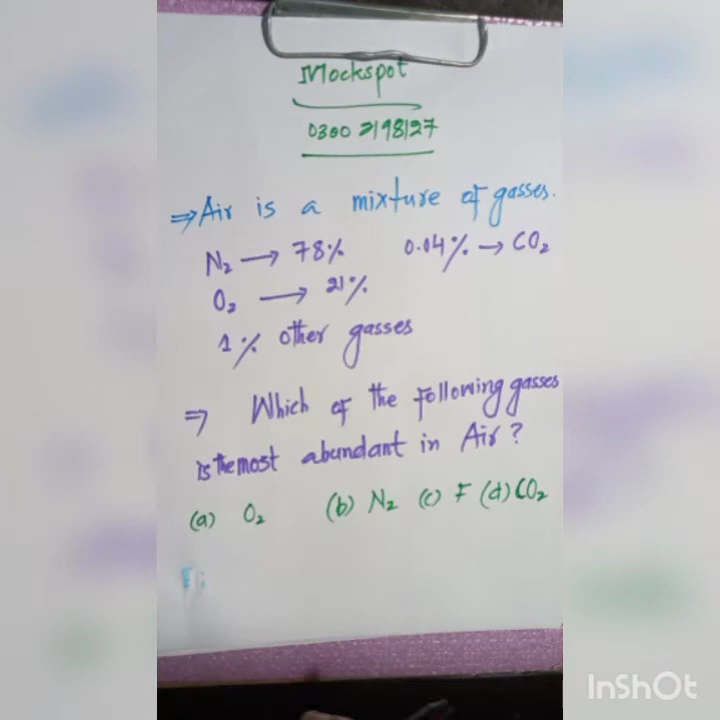 Mockspot
0300 2198127
⇒ Air is a mixture of gasses.
N₂ → 78% 0.04% → CO₂
O₂ → 21%
1% other gasses
⇒ Which of the following gasses
is the most abundant in Air?
(a) O₂ (b) N₂ (c) F (d) CO₂
InShOt